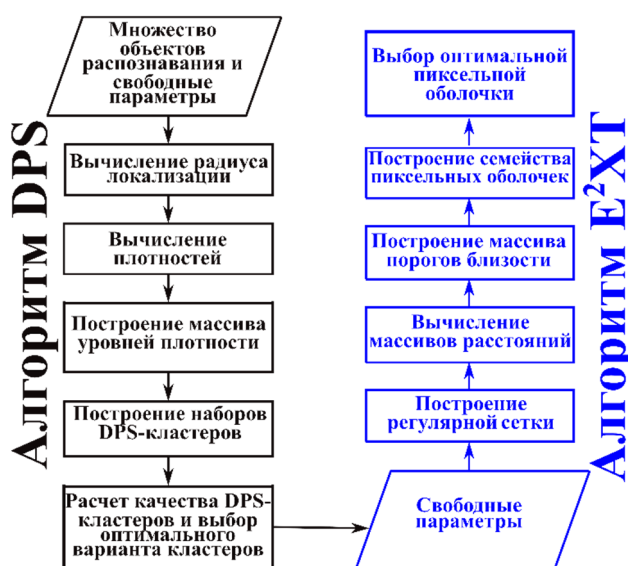 Алгоритм DPS
Множество
объектов
распознавания и
свободные
параметры
Вычисление радиуса
локализации
Вычисление
плотностей
Построение массива
уровней плотности
Построение наборов
DPS-кластеров
Расчет качества DPS-
кластеров и выбор
оптимального
варианта кластеров
Свободные
параметры
Построение
регулярной сетки
Вычисление
массивов расстояний
Построение массива
порогов близости
Построение семейства
пиксельных оболочек
Выбор оптимальной
пиксельной
оболочки
Алгоритм E²XT